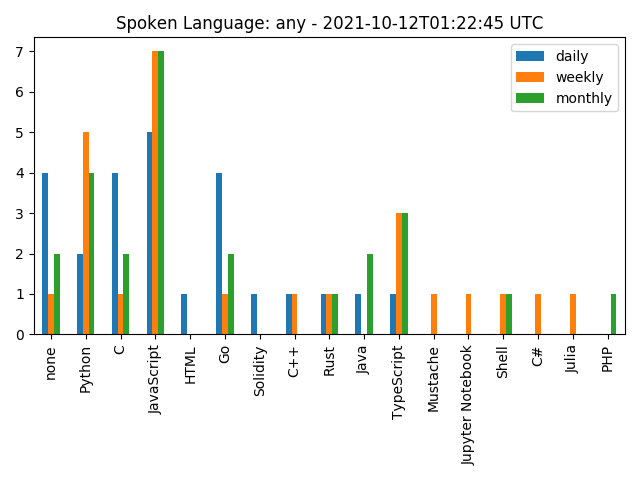 Spoken Language: any - 2021-10-12T01:22:45 UTC
daily
weekly
monthly
7
6
5
4
3
2
1
0
none
Python
C
JavaScript
HTML
Go
Solidity
C++
Rust
Java
TypeScript
Mustache
Jupyter Notebook
Shell
C#
Julia
PHP